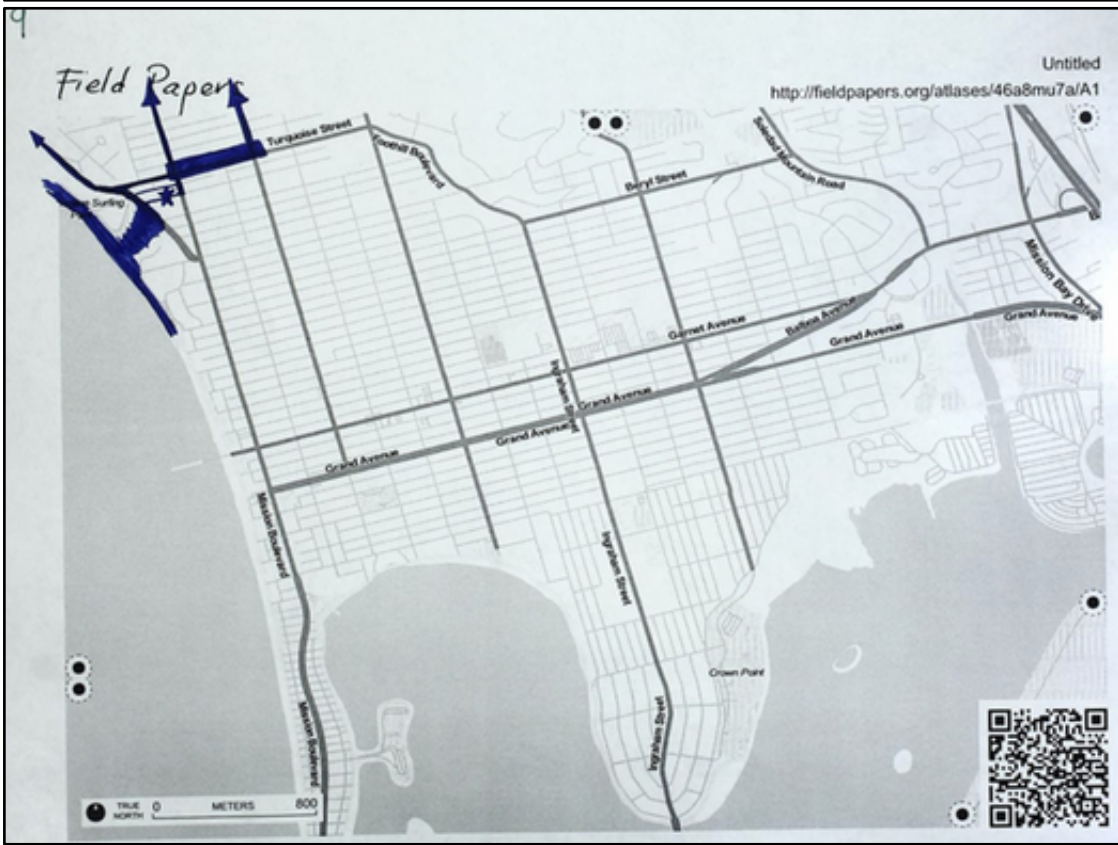 9
Field Papers
Untitled
http://fieldpapers.org/atlases/46a8mu7a/A1
Turquoise Street
Foothill Boulevard
Soledad Mountain Road
Beryl Street
Surfing
Mission Bay Drive
Garnet Avenue
Balboa Avenue
Grand Avenue
Grand Avenue
Ingraham Street
Grand Avenue
Grand Avenue
Grand Avenue
Mission Boulevard
Ingraham Street
Crown Point
Ingraham Street
Mission Boulevard
TRUE NORTH 0 METERS 800